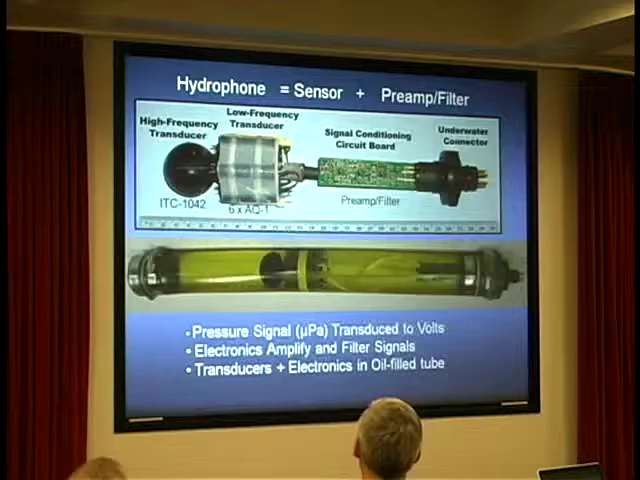 Hydrophone = Sensor + Preamp/Filter
High-Frequency
Transducer
Low-Frequency
Transducer
Signal Conditioning
Circuit Board
Underwater
Connector
ITC-1042
6 x AQ-1
Preamp/Filter
• Pressure Signal (µPa) Transduced to Volts
• Electronics Amplify and Filter Signals
• Transducers + Electronics in Oil-filled tube